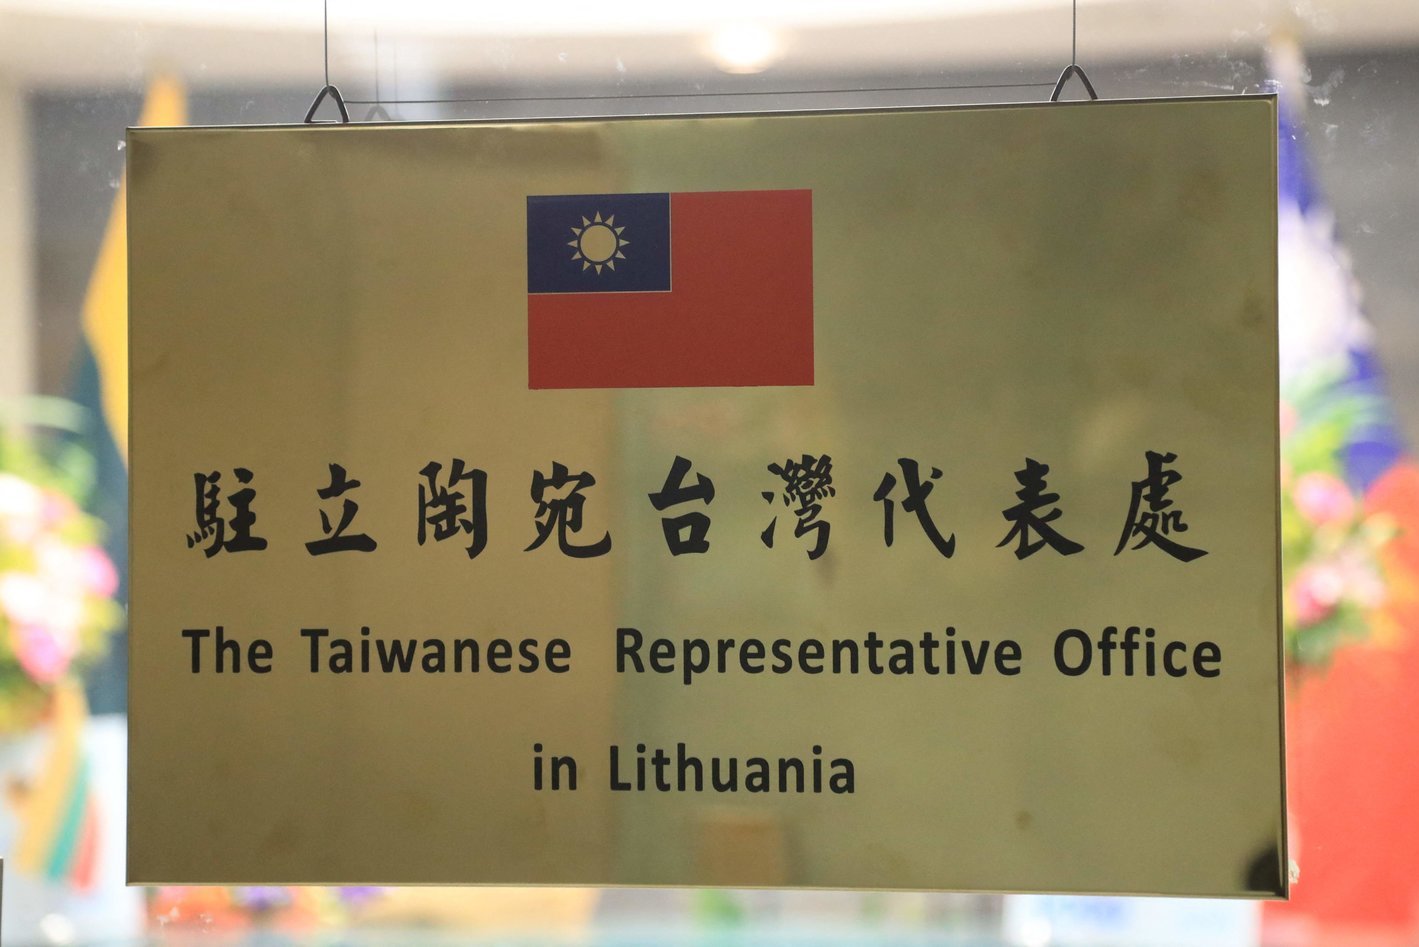 駐立陶宛台灣代表處
The Taiwanese Representative Office
in Lithuania